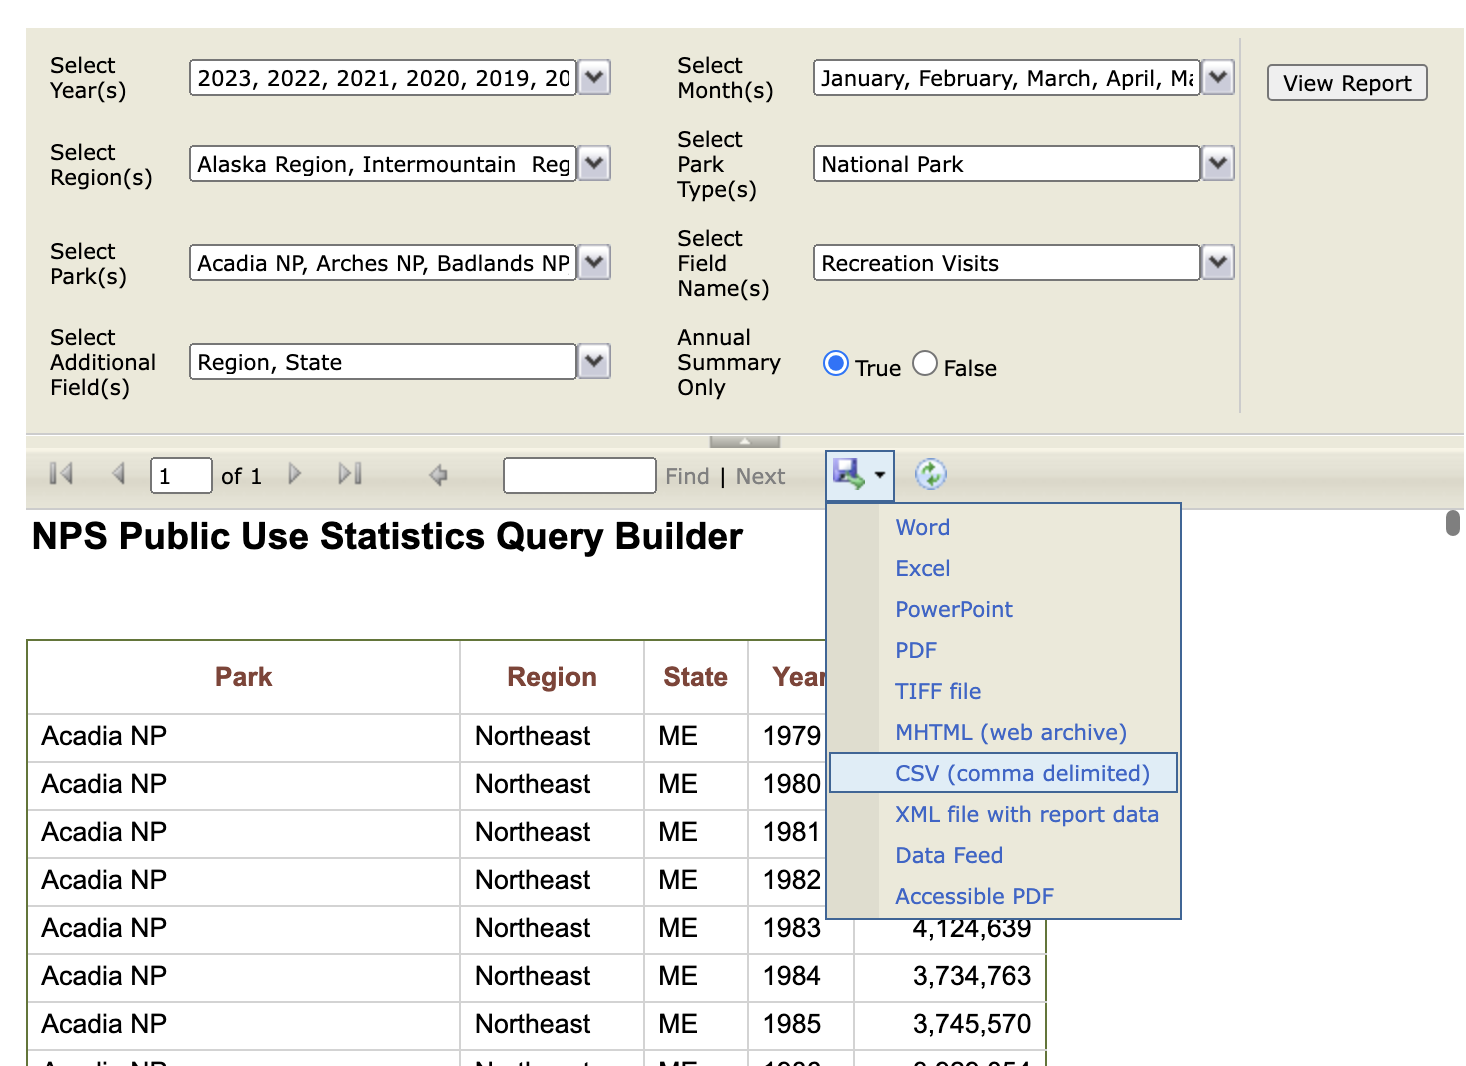 Select Year(s)
2023, 2022, 2021, 2020, 2019, 20
Select Month(s)
January, February, March, April, Ma
View Report
Select Region(s)
Alaska Region, Intermountain  Reg
Select Park Type(s)
National Park
Select Park(s)
Acadia NP, Arches NP, Badlands NP
Select Field Name(s)
Recreation Visits
Select Additional Field(s)
Region, State
Annual Summary Only
True False
1 of 1 Find | Next
NPS Public Use Statistics Query Builder
Word
Excel
PowerPoint
PDF
TIFF file
MHTML (web archive)
CSV (comma delimited)
XML file with report data
Data Feed
Accessible PDF
Park Region State Year
Acadia NP Northeast ME 1979
Acadia NP Northeast ME 1980
Acadia NP Northeast ME 1981
Acadia NP Northeast ME 1982
Acadia NP Northeast ME 1983 4,124,639
Acadia NP Northeast ME 1984 3,734,763
Acadia NP Northeast ME 1985 3,745,570